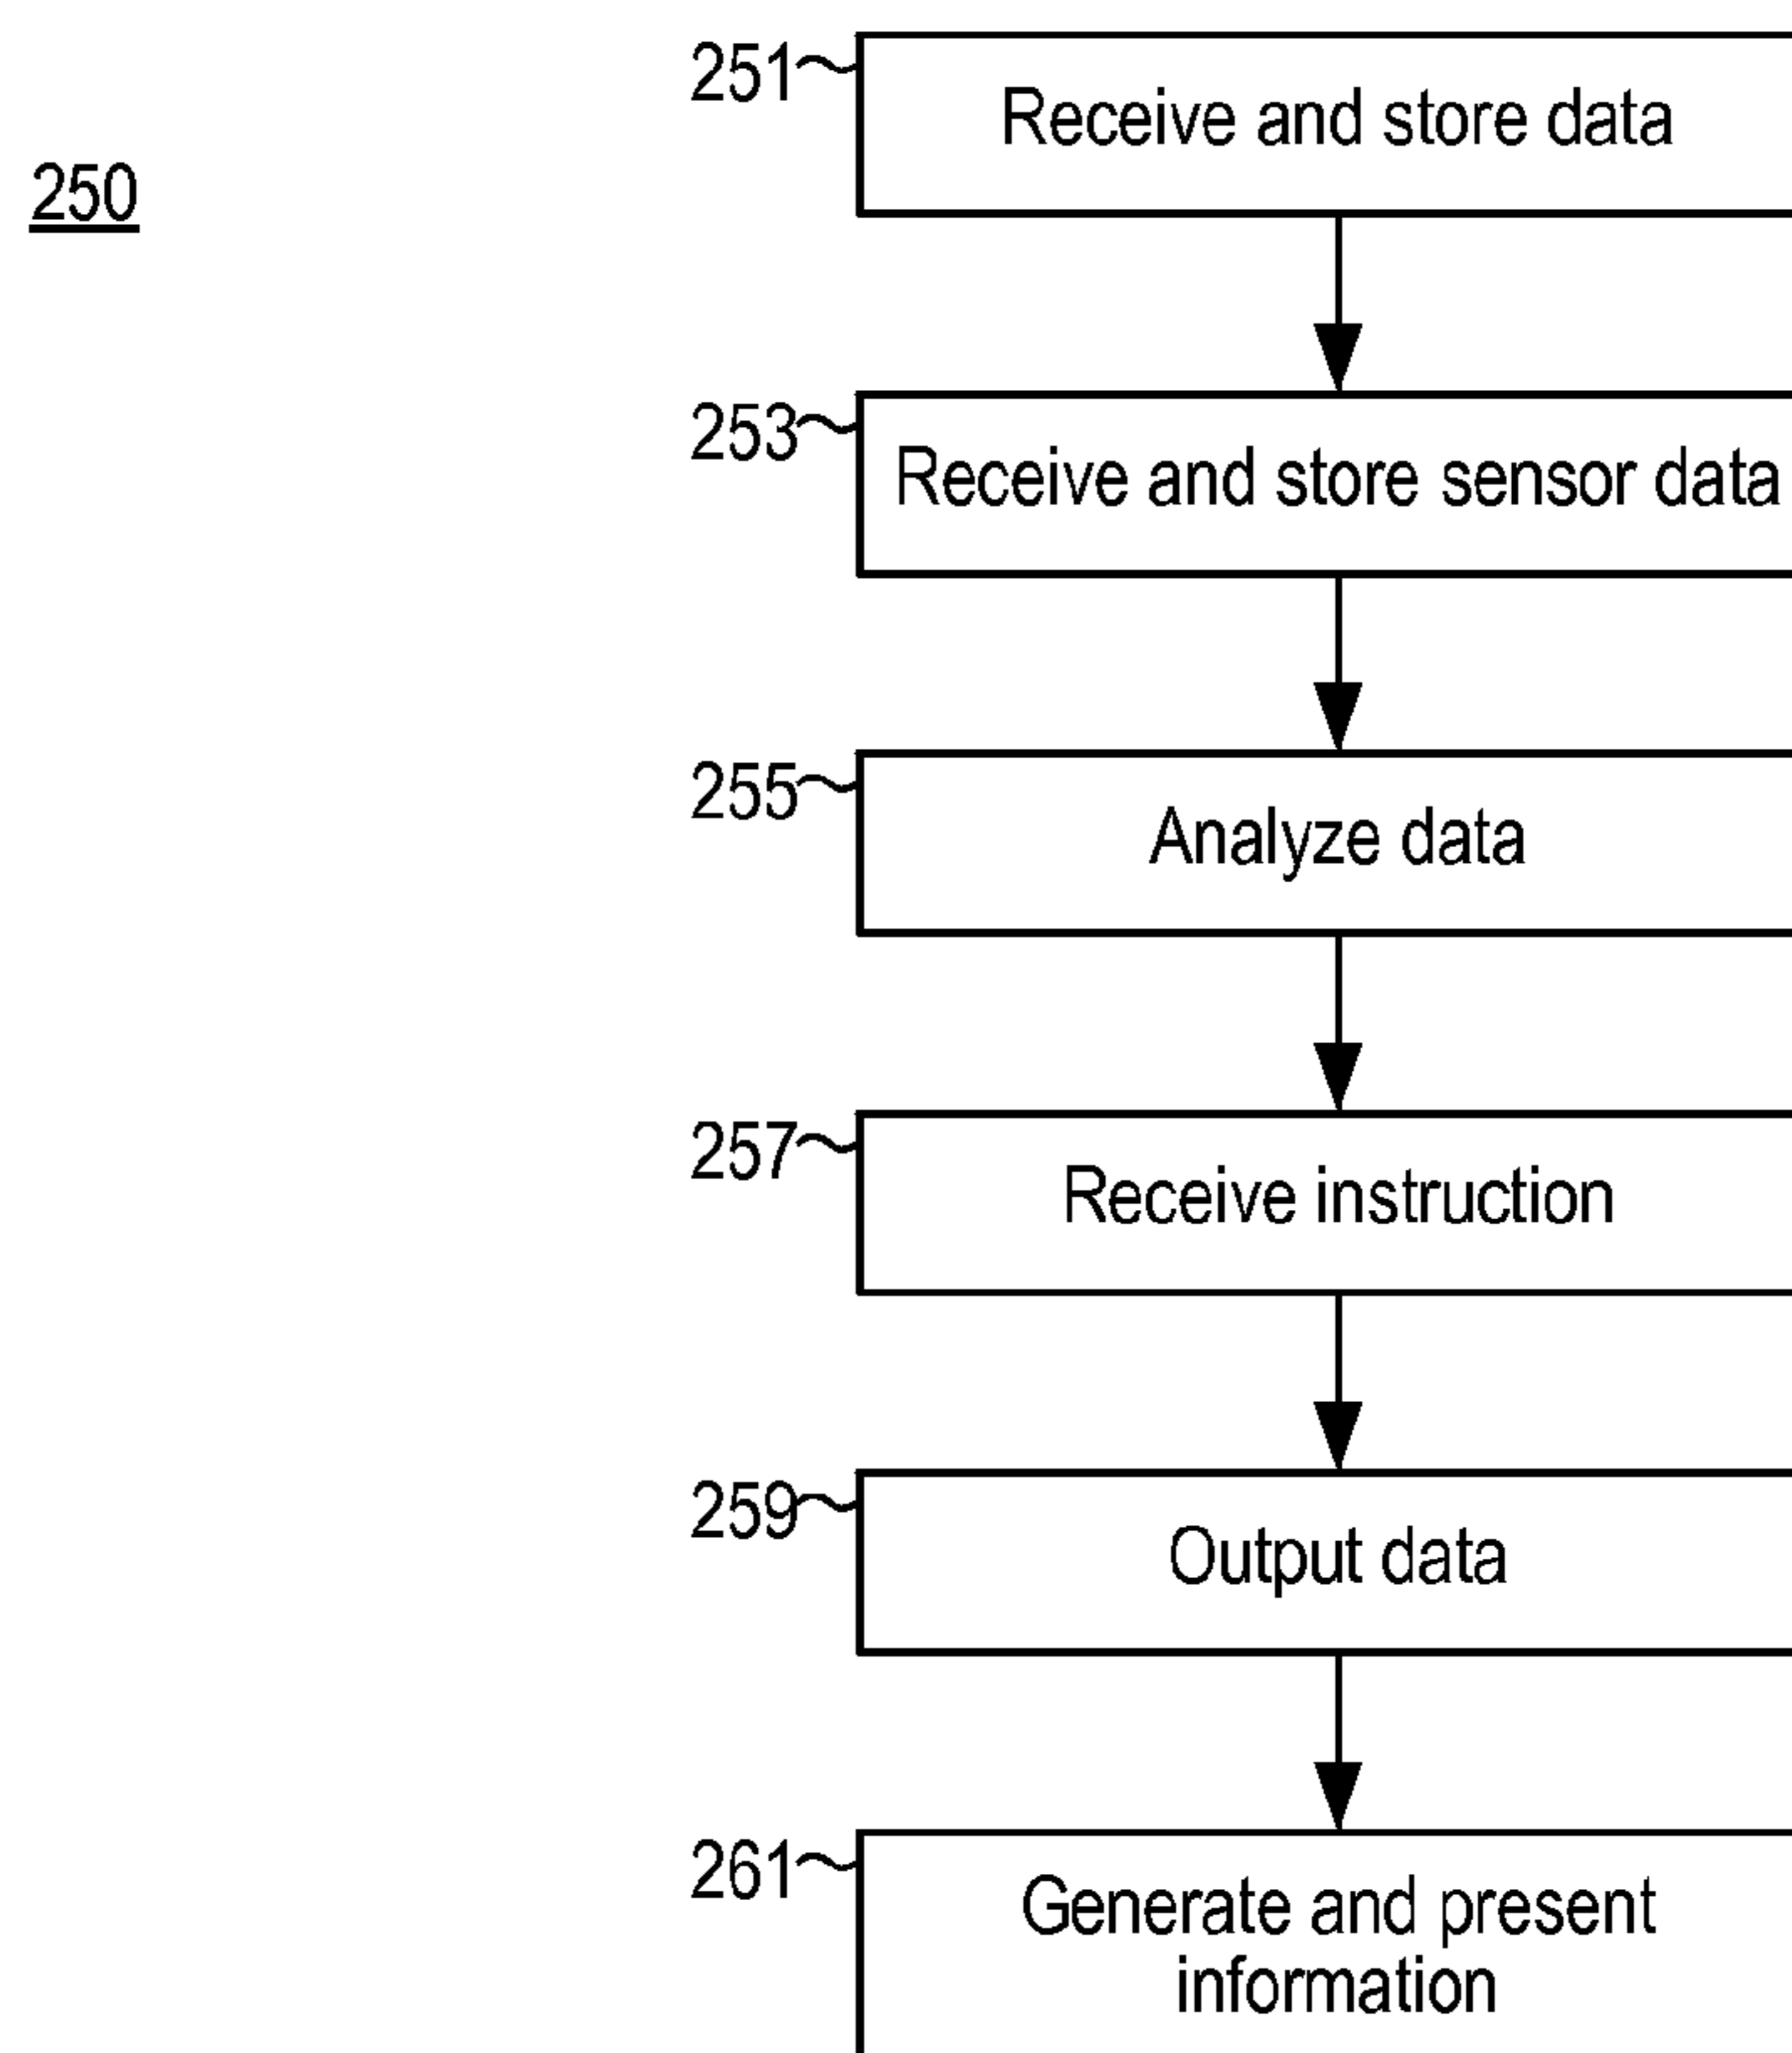 250
251
Receive and store data
253
Receive and store sensor data
255
Analyze data
257
Receive instruction
259
Output data
261
Generate and present
information